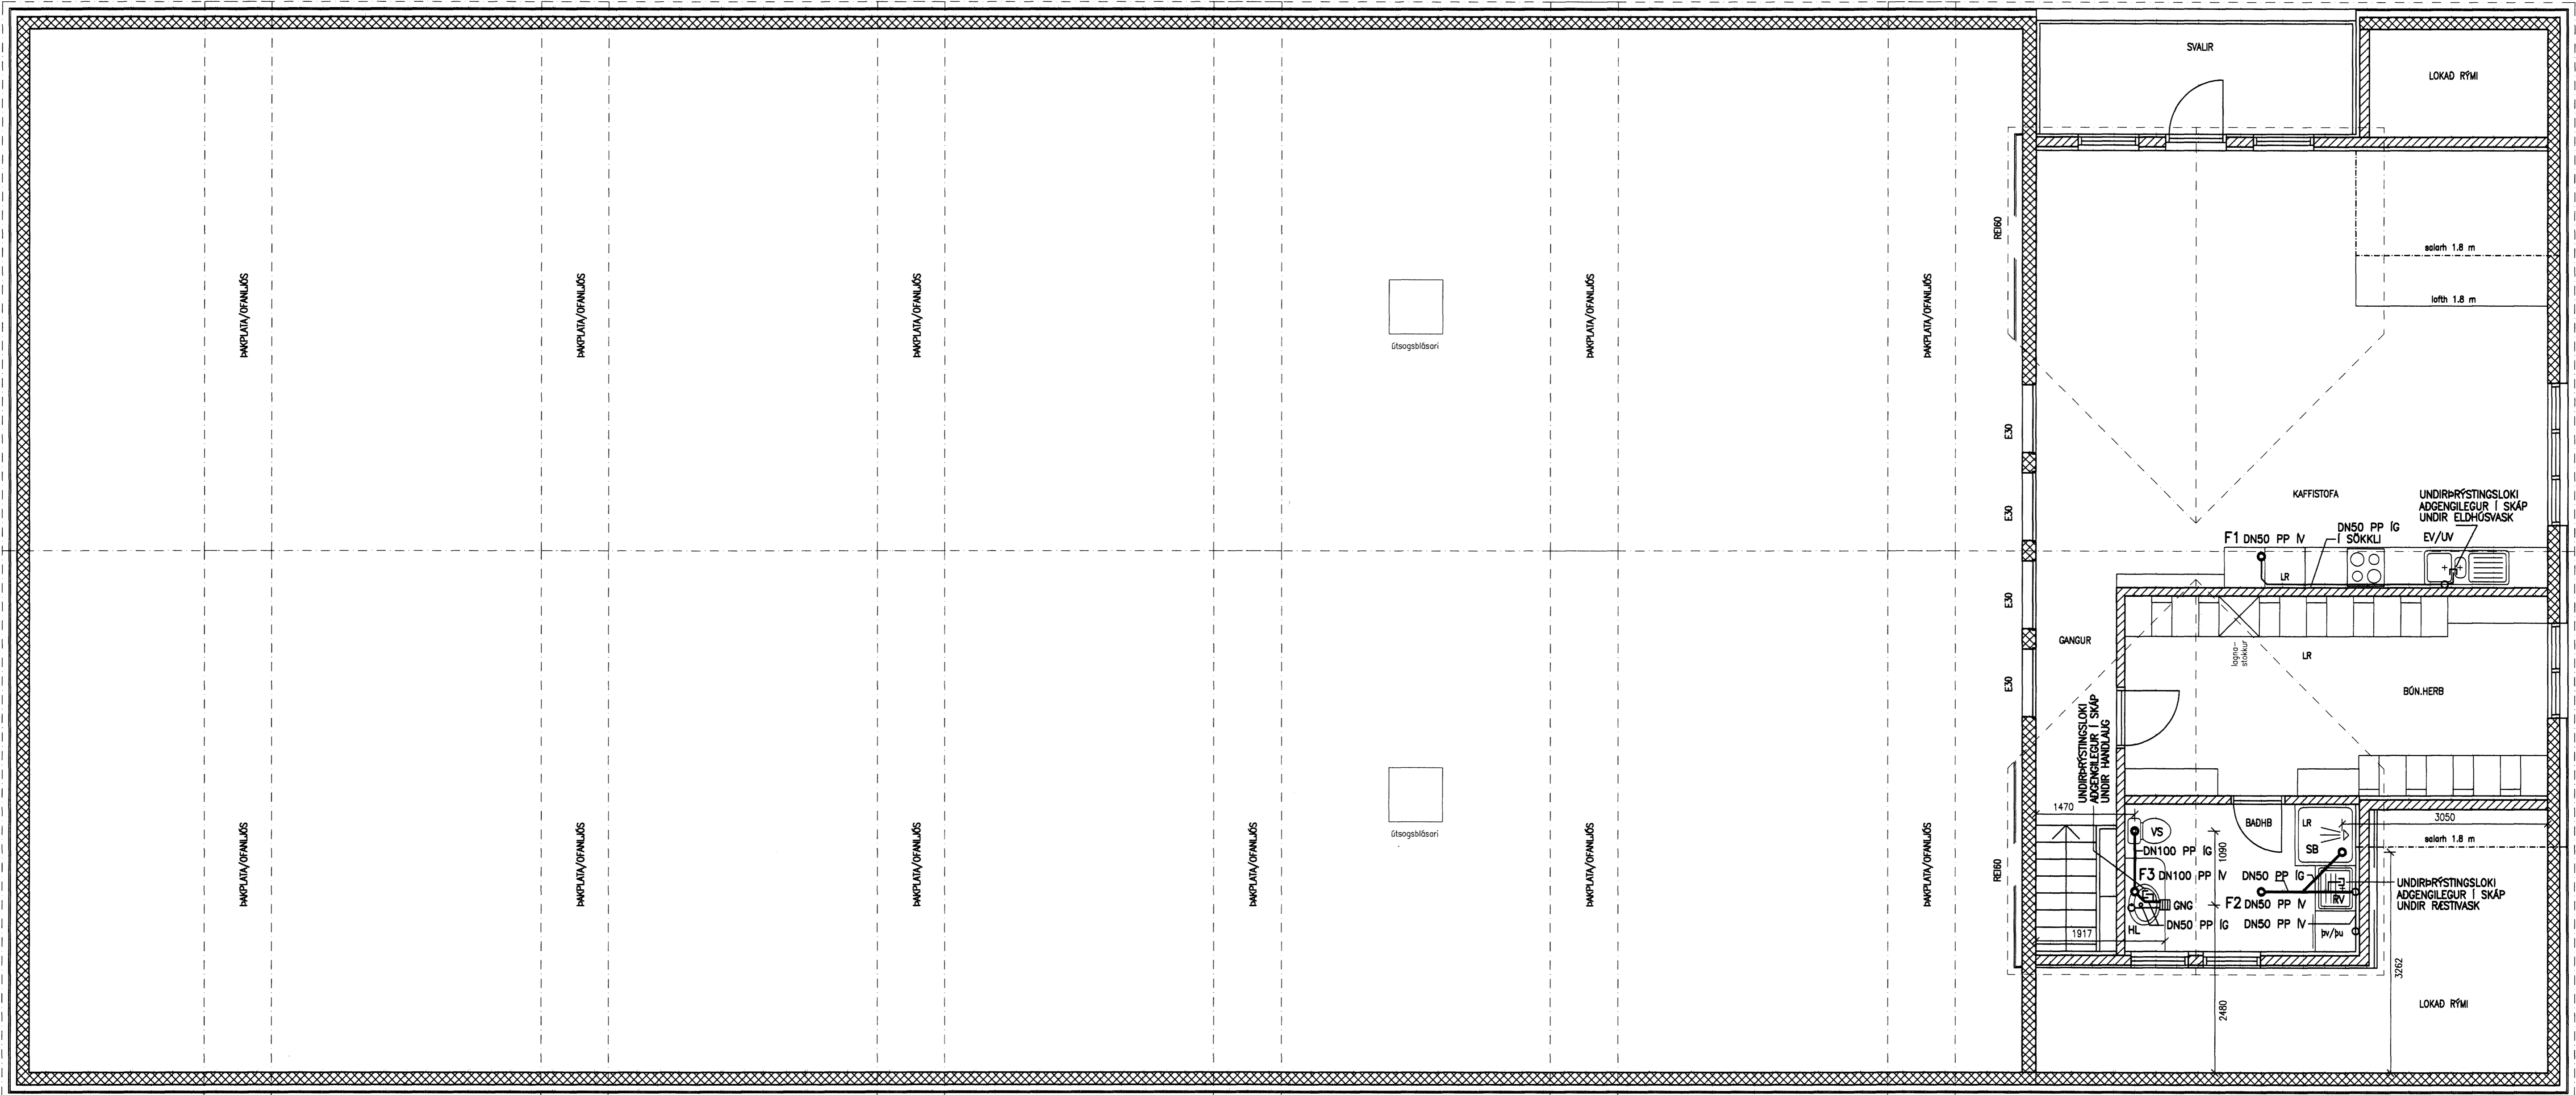 SVALIR
LOKAÐ RÝMI
REI60
salarh 1.8 m
lofth 1.8 m
ÞAKPLATA/OFANLJÓS
ÞAKPLATA/OFANLJÓS
ÞAKPLATA/OFANLJÓS
ÞAKPLATA/OFANLJÓS
ÞAKPLATA/OFANLJÓS
útsogsblásari
E30
E30
E30
E30
KAFFISTOFA
UNDIRÞRÝSTINGSLOKI
AÐGENGILEGUR Í SKÁP
UNDIR ELDHÚSVASK
DN50 PP ÍG
Í SÖKKLI
EV/UV
F1 DN50 PP ÍV
LR
GANGUR
lagna-
stokkur
LR
BÚN.HERB
UNDIRÞRÝSTINGSLOKI
AÐGENGILEGUR Í SKÁP
UNDIR HANDLAUG
1470
3050
VS
BAÐHB
LR
SB
salarh 1.8 m
DN100 PP ÍG
1090
F3 DN100 PP ÍV
DN50 PP ÍG
UNDIRÞRÝSTINGSLOKI
AÐGENGILEGUR Í SKÁP
UNDIR RÆSTIVASK
RV
GNG
F2 DN50 PP ÍV
DN50 PP ÍG
DN50 PP ÍV
HL
þv/þu
1917
3262
2480
LOKAÐ RÝMI
ÞAKPLATA/OFANLJÓS
ÞAKPLATA/OFANLJÓS
ÞAKPLATA/OFANLJÓS
ÞAKPLATA/OFANLJÓS
ÞAKPLATA/OFANLJÓS
ÞAKPLATA/OFANLJÓS
útsogsblásari
REI60